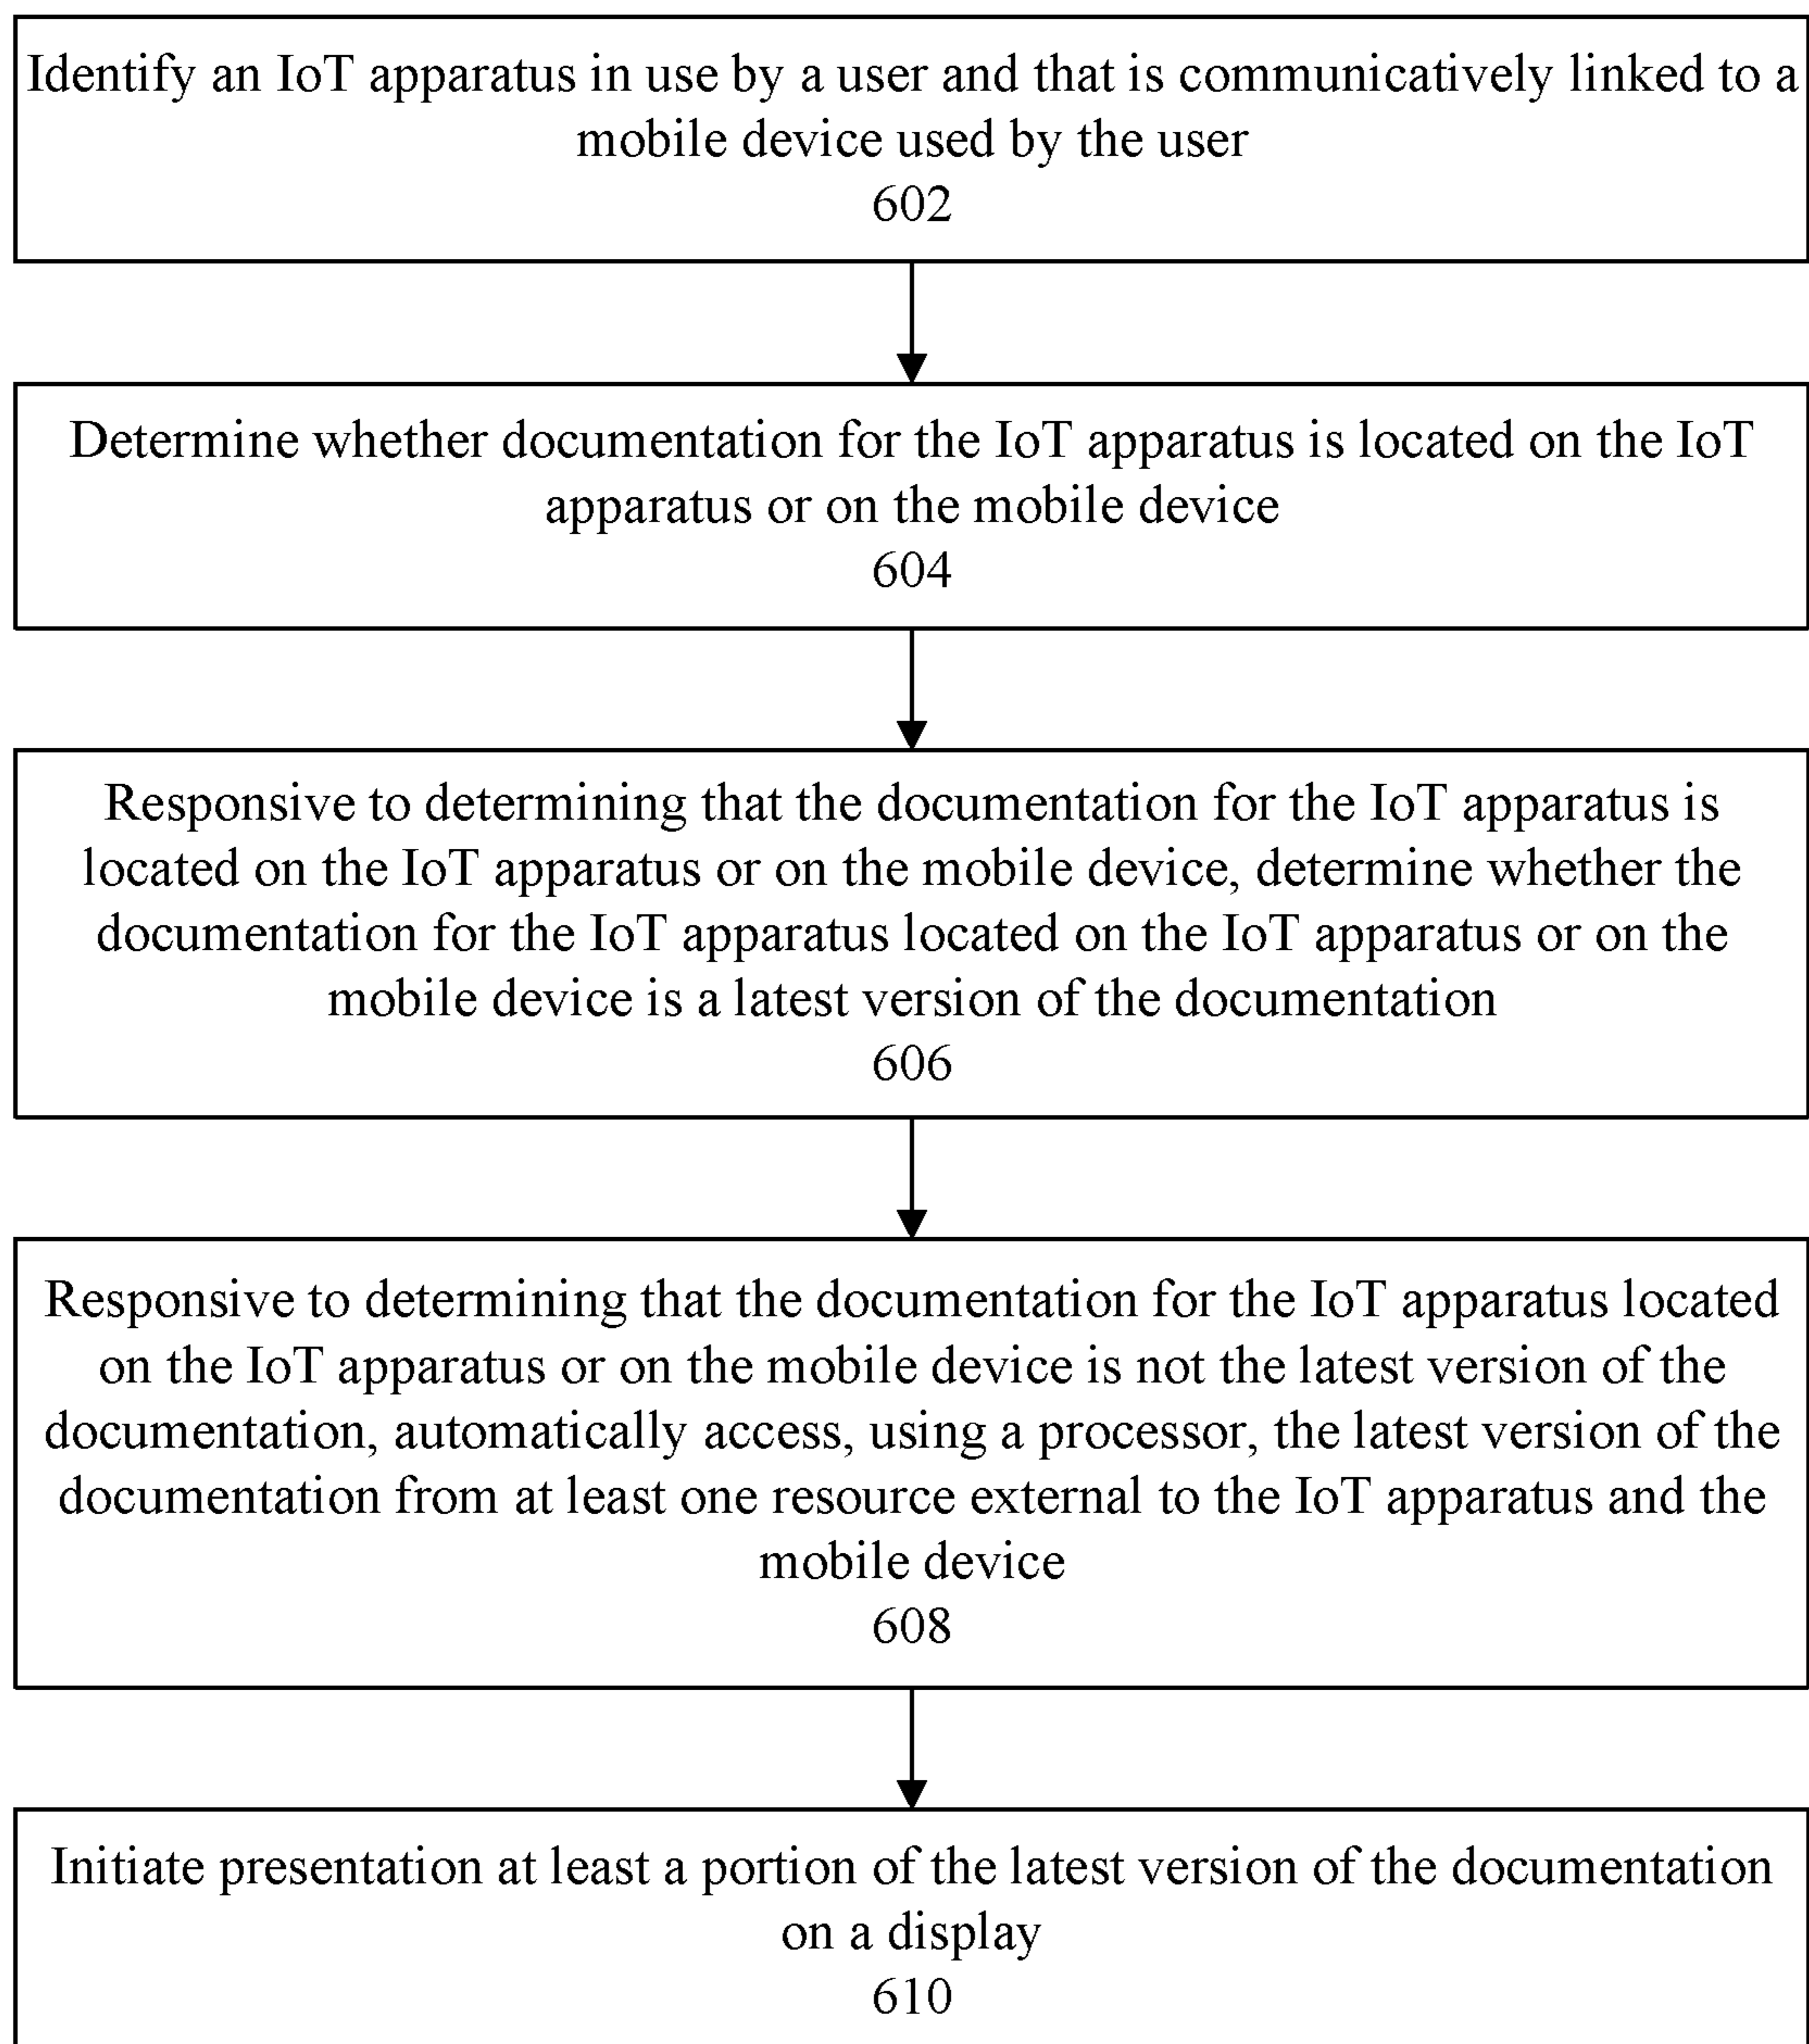 Identify an IoT apparatus in use by a user and that is communicatively linked to a
mobile device used by the user
602
Determine whether documentation for the IoT apparatus is located on the IoT
apparatus or on the mobile device
604
Responsive to determining that the documentation for the IoT apparatus is
located on the IoT apparatus or on the mobile device, determine whether the
documentation for the IoT apparatus located on the IoT apparatus or on the
mobile device is a latest version of the documentation
606
Responsive to determining that the documentation for the IoT apparatus located
on the IoT apparatus or on the mobile device is not the latest version of the
documentation, automatically access, using a processor, the latest version of the
documentation from at least one resource external to the IoT apparatus and the
mobile device
608
Initiate presentation at least a portion of the latest version of the documentation
on a display
610